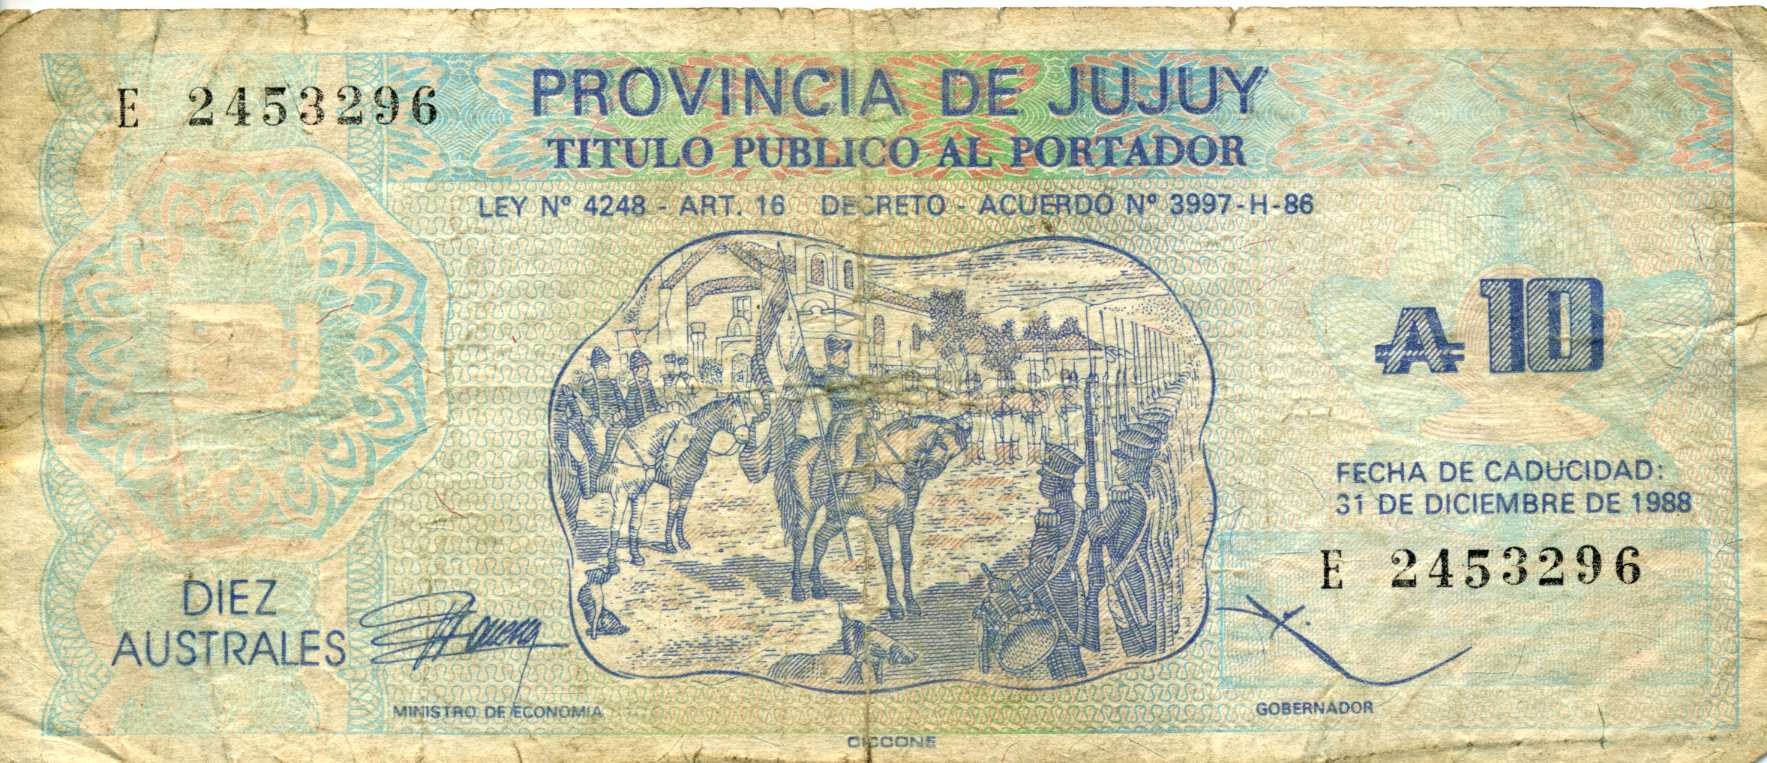 E 2453296
PROVINCIA DE JUJUY
TITULO PUBLICO AL PORTADOR
LEY Nº 4248 - ART. 16 DECRETO - ACUERDO Nº 3997-H-86
₳ 10
FECHA DE CADUCIDAD:
31 DE DICIEMBRE DE 1988
E 2453296
DIEZ
AUSTRALES
MINISTRO DE ECONOMIA
GOBERNADOR
CICCONE